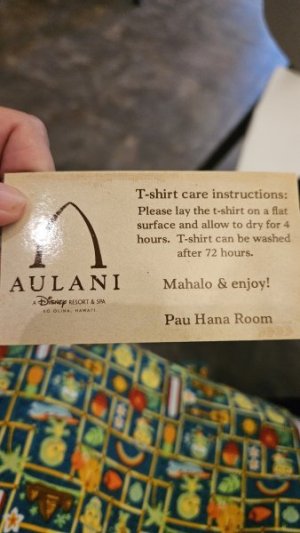 AULANI
A Disney RESORT & SPA
KO OLINA, HAWAI'I
T-shirt care instructions:
Please lay the t-shirt on a flat
surface and allow to dry for 4
hours. T-shirt can be washed
after 72 hours.
Mahalo & enjoy!
Pau Hana Room